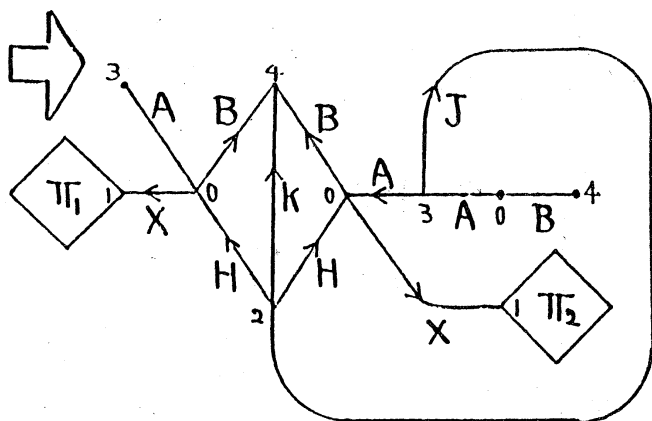 3 4
A B B J
A
π₁ 1 0 K 0 4
X 3 A 0 B
H H
2 1 π₂
X